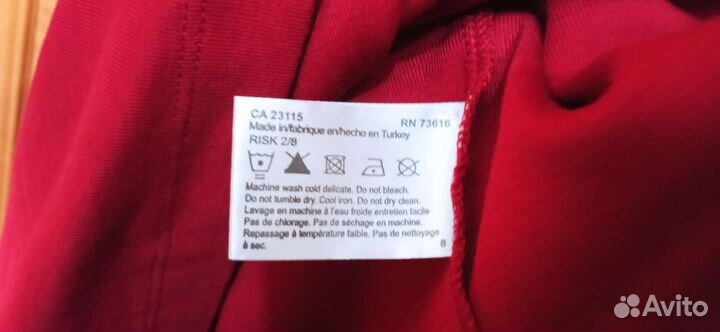 CA 23115
RN 73616
Made in/fabrique en/hecho en Turkey
RISK 2/8
Machine wash cold delicate. Do not bleach.
Do not tumble dry. Cool iron. Do not dry clean.
Lavage en machine à l'eau froide entretien facile
Pas de chlorage. Pas de séchage en machine.
Repassage à température faible. Pas de nettoyage
à sec.
8
Avito